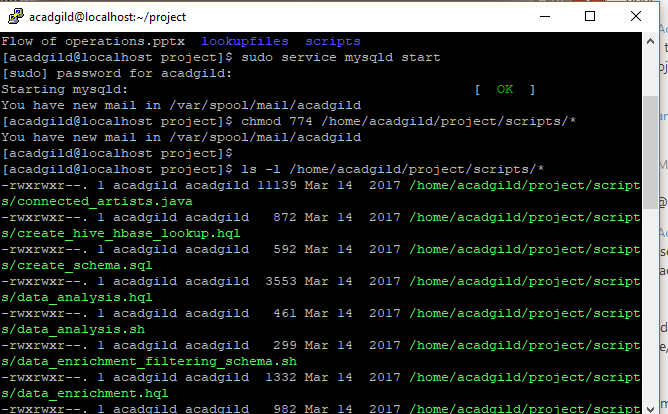 acadgild@localhost:~/project
Flow of operations.pptx  lookupfiles  scripts
[acadgild@localhost project]$ sudo service mysqld start
[sudo] password for acadgild:
Starting mysqld:                                           [  OK  ]
You have new mail in /var/spool/mail/acadgild
[acadgild@localhost project]$ chmod 774 /home/acadgild/project/scripts/*
You have new mail in /var/spool/mail/acadgild
[acadgild@localhost project]$
[acadgild@localhost project]$ ls -l /home/acadgild/project/scripts/*
-rwxrwxr--. 1 acadgild acadgild 11139 Mar 14  2017 /home/acadgild/project/script
s/connected_artists.java
-rwxrwxr--. 1 acadgild acadgild   872 Mar 14  2017 /home/acadgild/project/script
s/create_hive_hbase_lookup.hql
-rwxrwxr--. 1 acadgild acadgild   592 Mar 14  2017 /home/acadgild/project/script
s/create_schema.sql
-rwxrwxr--. 1 acadgild acadgild  3553 Mar 14  2017 /home/acadgild/project/script
s/data_analysis.hql
-rwxrwxr--. 1 acadgild acadgild   461 Mar 14  2017 /home/acadgild/project/script
s/data_analysis.sh
-rwxrwxr--. 1 acadgild acadgild   299 Mar 14  2017 /home/acadgild/project/script
s/data_enrichment_filtering_schema.sh
-rwxrwxr--. 1 acadgild acadgild  1332 Mar 14  2017 /home/acadgild/project/script
s/data_enrichment.hql
-rwxrwxr--. 1 acadgild acadgild   982 Mar 14  2017 /home/acadgild/project/script